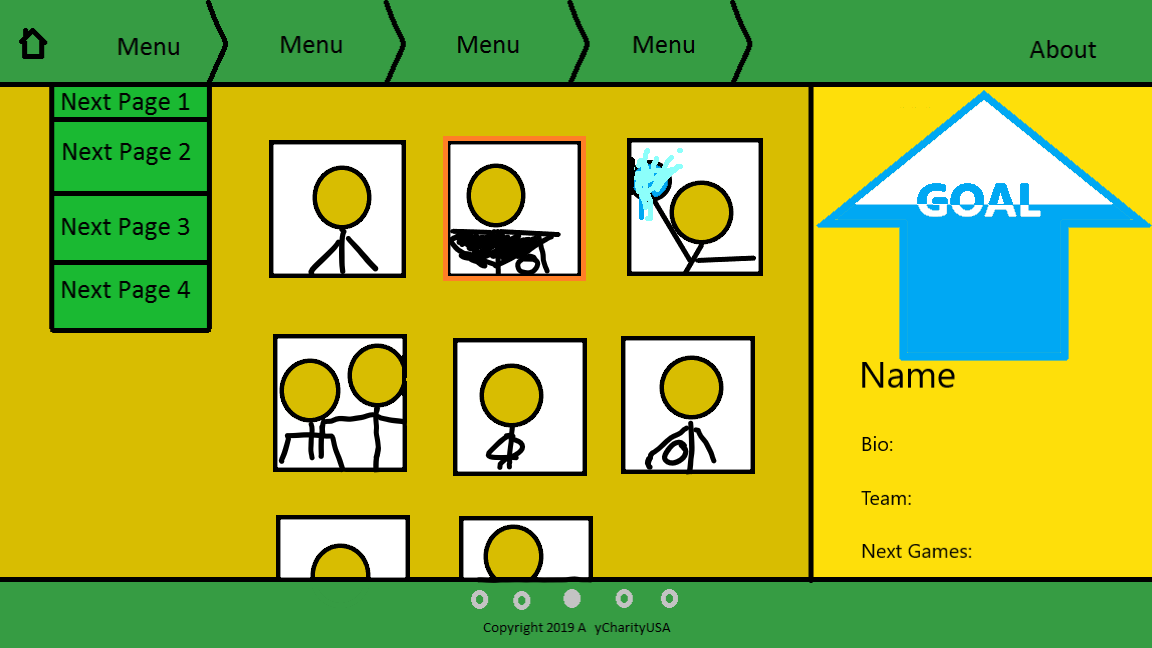 Menu
Menu
Menu
Menu
About
Next Page 1
Next Page 2
Next Page 3
Next Page 4
GOAL
Name
Bio:
Team:
Next Games:
Copyright 2019 A yCharityUSA